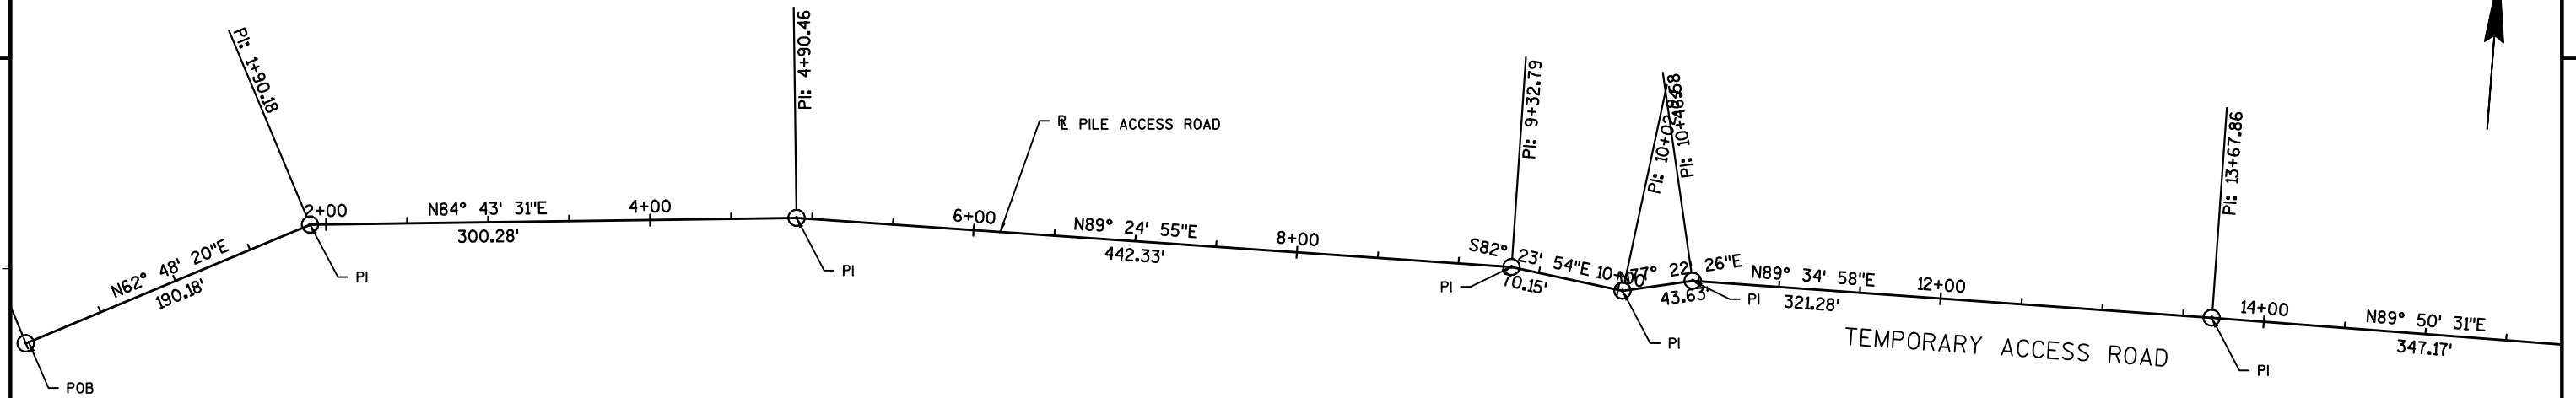 PI: 1+90.18
PI: 4+90.46
PI: 9+32.79
PI: 10+02
PI: 10+46.58
PI: 13+67.86
PILE ACCESS ROAD
2+00
N84° 43' 31"E
4+00
300.28'
6+00
N89° 24' 55"E
442.33'
8+00
S82° 23' 54"E
70.15'
10+00
N77° 22' 26"E
43.63'
N89° 34' 58"E
321.28'
12+00
14+00
N89° 50' 31"E
347.17'
N62° 48' 20"E
190.18'
PI
PI
PI
PI
PI
PI
POB
TEMPORARY ACCESS ROAD